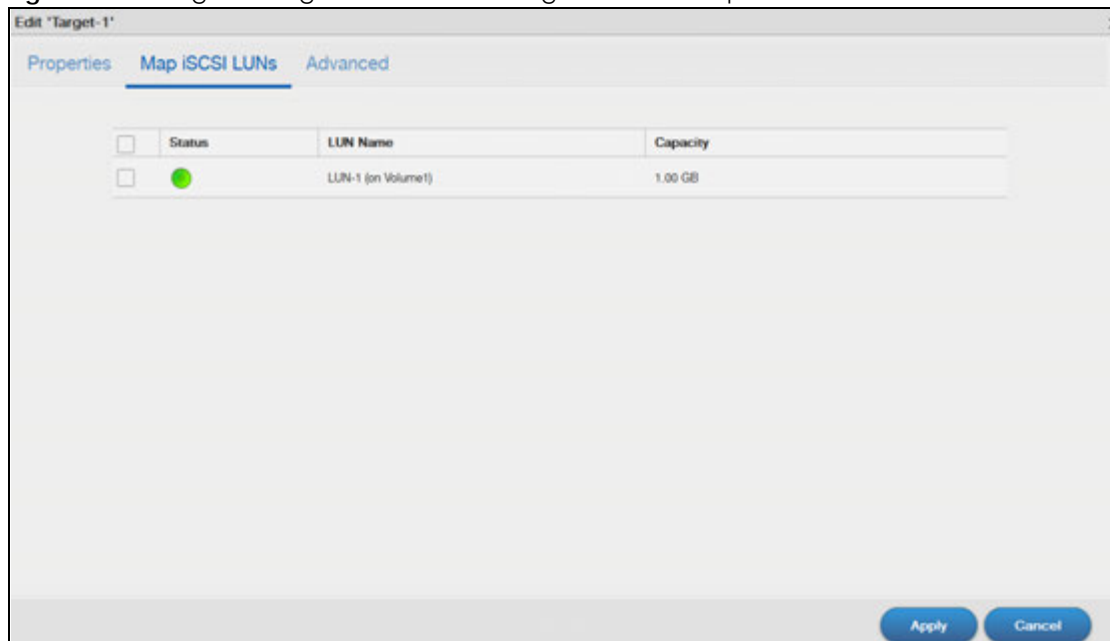 Edit 'Target-1'
Properties Map iSCSI LUNs Advanced
Status LUN Name Capacity
LUN-1 (on Volume1) 1.00 GB
Apply Cancel